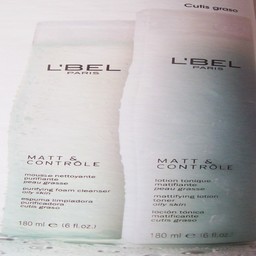 Cutis graso
L'BEL
PARIS
MATT &
CONTRÔLE
mousse nettoyante
purifiante
peau grasse
purifying foam cleanser
oily skin
espuma limpiadora
purificadora
cutis graso
180 ml e (6 fl.oz.)
L'BEL
PARIS
MATT &
CONTRÔLE
lotion tonique
matifiante
peau grasse
mattifying lotion
toner
oily skin
loción tónica
matificante
cutis graso
180 ml e (6 fl.oz.)